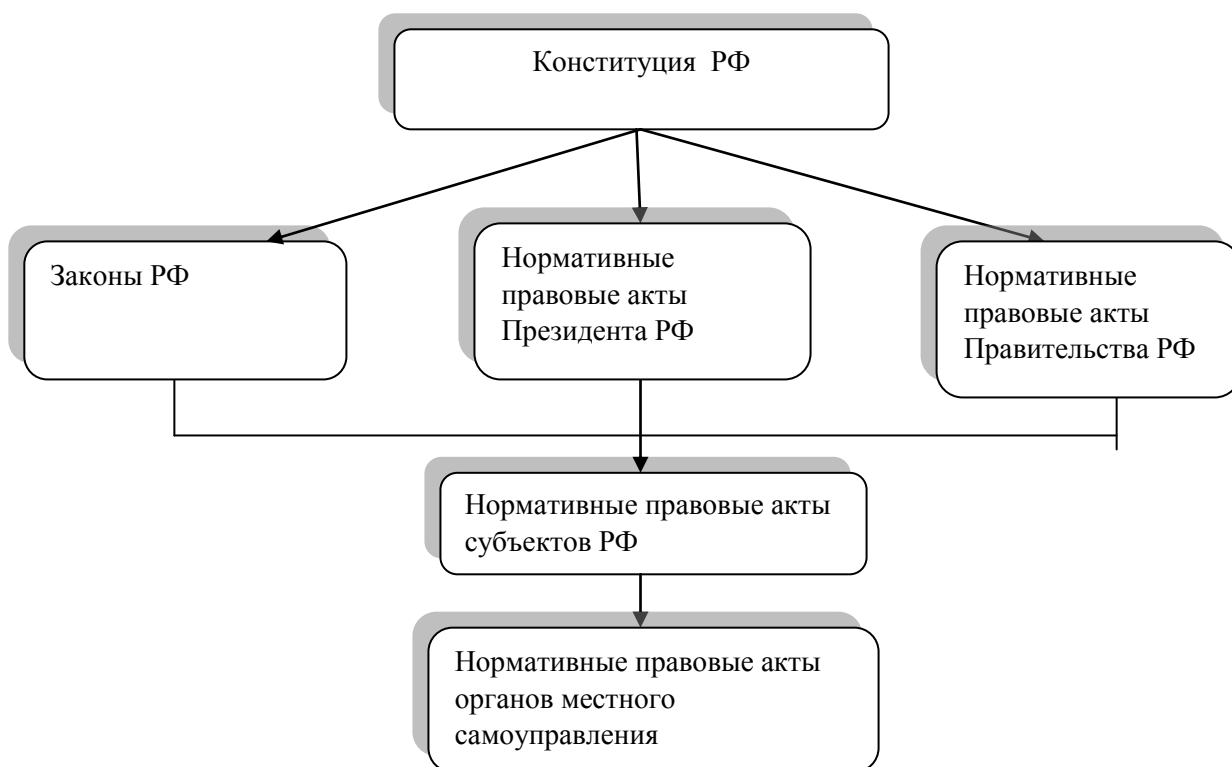 Конституция РФ
Законы РФ
Нормативные
правовые акты
Президента РФ
Нормативные
правовые акты
Правительства РФ
Нормативные правовые акты
субъектов РФ
Нормативные правовые акты
органов местного
самоуправления